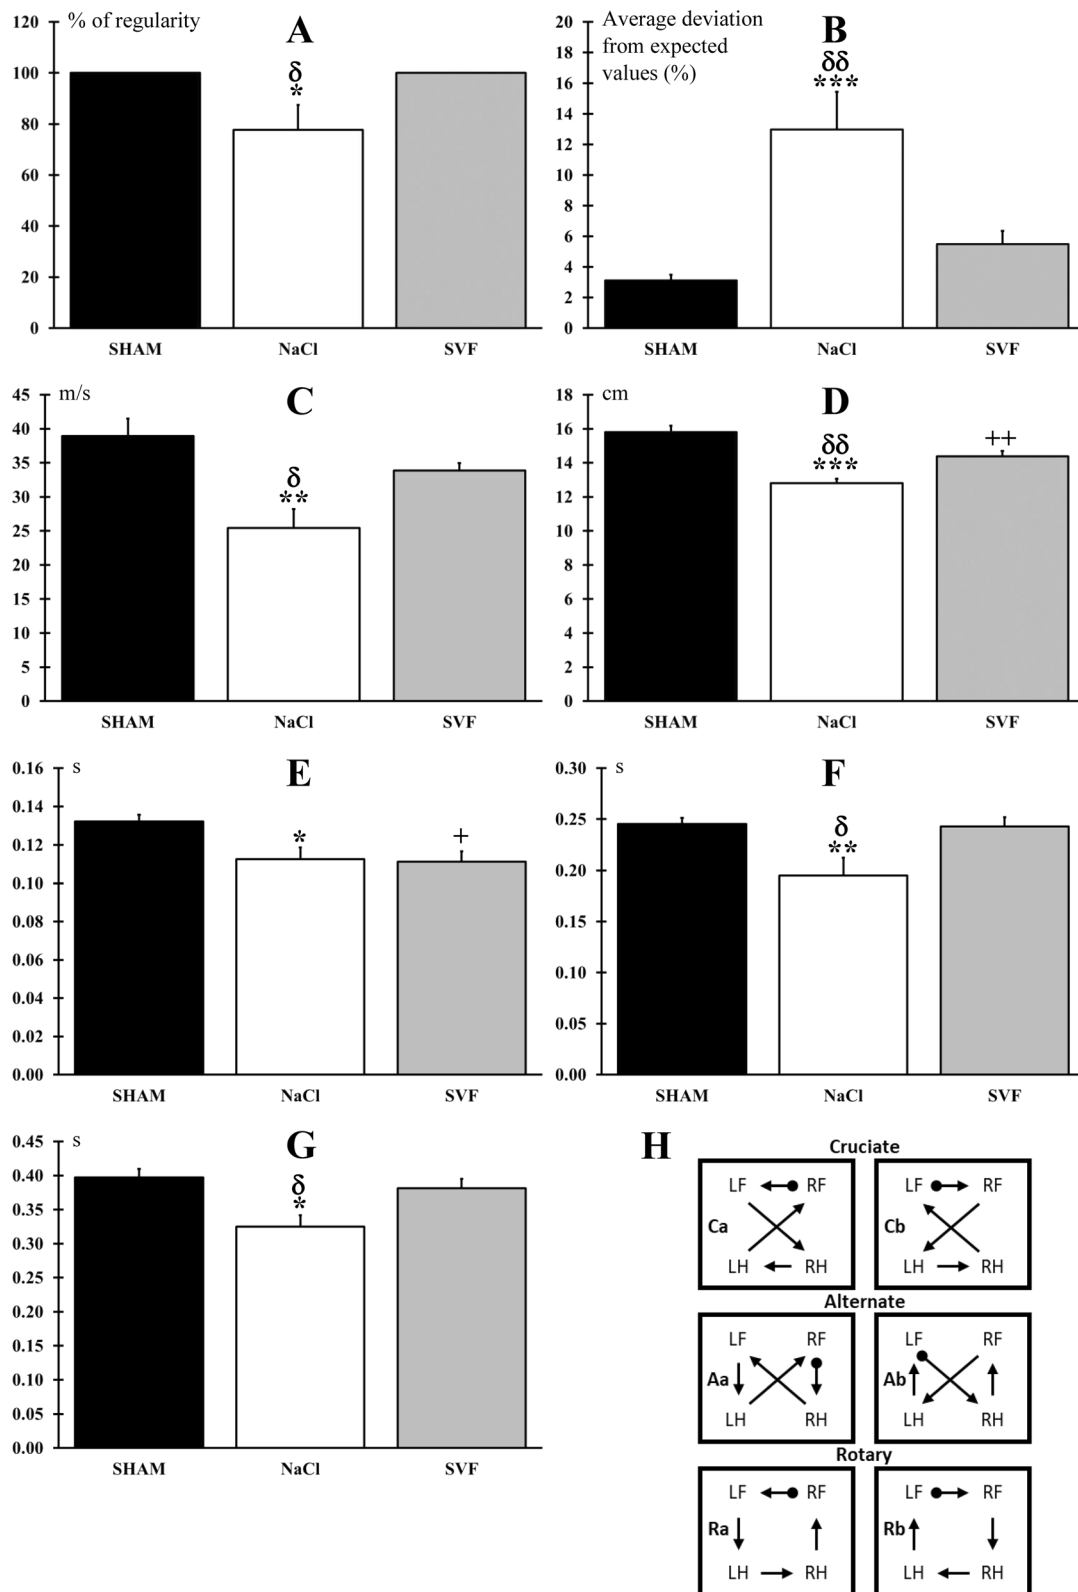 % of regularity
A
120
100
80
60
40
20
0
δ
*
SHAM NaCl SVF
Average deviation
from expected
values (%)
B
20
18
16
14
12
10
8
6
4
2
0
δδ
***
SHAM NaCl SVF
m/s
C
45
40
35
30
25
20
15
10
5
0
δ
**
SHAM NaCl SVF
cm
D
18
16
14
12
10
8
6
4
2
0
δδ
***
++
SHAM NaCl SVF
s
E
0.16
0.14
0.12
0.10
0.08
0.06
0.04
0.02
0.00
*
+
SHAM NaCl SVF
s
F
0.30
0.25
0.20
0.15
0.10
0.05
0.00
δ
**
SHAM NaCl SVF
s
G
0.45
0.40
0.35
0.30
0.25
0.20
0.15
0.10
0.05
0.00
δ
*
SHAM NaCl SVF
H
Cruciate
LF RF
Ca
LH RH
LF RF
Cb
LH RH
Alternate
LF RF
Aa
LH RH
LF RF
Ab
LH RH
Rotary
LF RF
Ra
LH RH
LF RF
Rb
LH RH